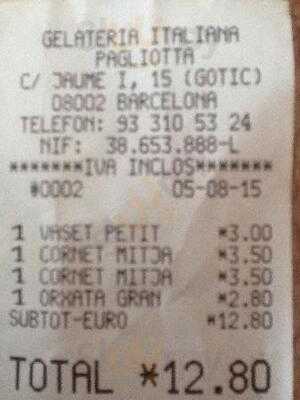 GELATERIA ITALIANA
PAGLIOTTA
C/ JAUME I, 15 (GOTIC)
08002 BARCELONA
TELEFON: 93 310 53 24
NIF: 38.653.888-L
*******IVA INCLOS*******
#0002 05-08-15
1 VASET PETIT *3.00
1 CORNET MITJA *3.50
1 CORNET MITJA *3.50
1 ORXATA GRAN *2.80
SUBTOT-EURO *12.80
TOTAL *12.80